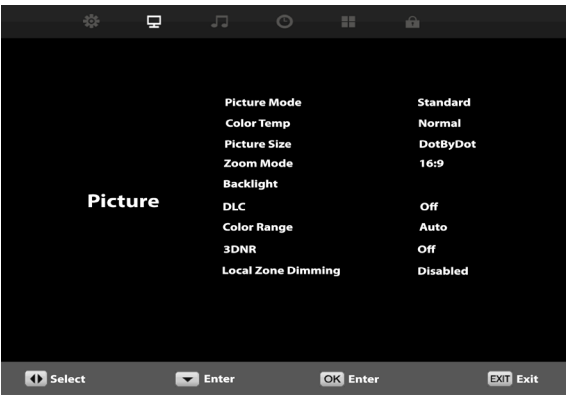 Picture
Picture Mode Standard
Color Temp Normal
Picture Size DotByDot
Zoom Mode 16:9
Backlight
DLC Off
Color Range Auto
3DNR Off
Local Zone Dimming Disabled
Select Enter OK Enter EXIT Exit